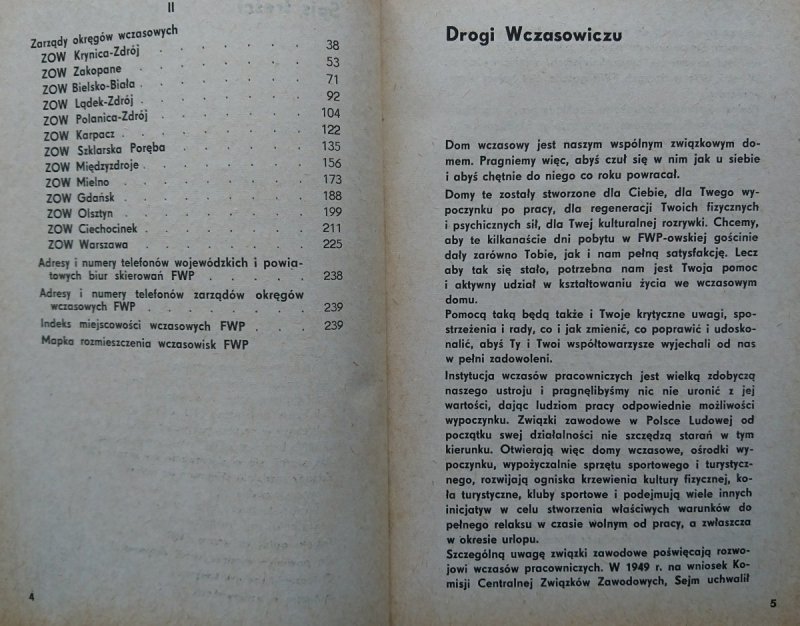 II
Zarządy okręgów wczasowych
ZOW Krynica-Zdrój . . . . . . 38
ZOW Zakopane . . . . . . . 53
ZOW Bielsko-Biała . . . . . . 71
ZOW Lądek-Zdrój . . . . . . 92
ZOW Polanica-Zdrój . . . . . . 104
ZOW Karpacz . . . . . . . 122
ZOW Szklarska Poręba . . . . . 135
ZOW Międzyzdroje . . . . . . 156
ZOW Mielno . . . . . . . 173
ZOW Gdańsk . . . . . . . 188
ZOW Olsztyn . . . . . . . 199
ZOW Ciechocinek . . . . . . 211
ZOW Warszawa . . . . . . 225
Adresy i numery telefonów wojewódzkich i powia-
towych biur skierowań FWP . . . . . 238
Adresy i numery telefonów zarządów okręgów
wczasowych FWP . . . . . . . 239
Indeks miejscowości wczasowych FWP . . . 239
Mapka rozmieszczenia wczasowisk FWP
4
Drogi Wczasowiczu
Dom wczasowy jest naszym wspólnym związkowym do-
mem. Pragniemy więc, abyś czuł się w nim jak u siebie
i abyś chętnie do niego co roku powracał.
Domy te zostały stworzone dla Ciebie, dla Twego wy-
poczynku po pracy, dla regeneracji Twoich fizycznych
i psychicznych sił, dla Twej kulturalnej rozrywki. Chcemy,
aby te kilkanaście dni pobytu w FWP-owskiej gościnie
dały zarówno Tobie, jak i nam pełną satysfakcję. Lecz
aby tak się stało, potrzebna nam jest Twoja pomoc
i aktywny udział w kształtowaniu życia we wczasowym
domu.
Pomocą taką będą także i Twoje krytyczne uwagi, spo-
strzeżenia i rady, co i jak zmienić, co poprawić i udosko-
nalić, abyś Ty i Twoi współtowarzysze wyjechali od nas
w pełni zadowoleni.
Instytucja wczasów pracowniczych jest wielką zdobyczą
naszego ustroju i pragnęlibyśmy nic nie uronić z jej
wartości, dając ludziom pracy odpowiednie możliwości
wypoczynku. Związki zawodowe w Polsce Ludowej od
początku swej działalności nie szczędzą starań w tym
kierunku. Otwierają więc domy wczasowe, ośrodki wy-
poczynku, wypożyczalnie sprzętu sportowego i turystycz-
nego, rozwijają ogniska krzewienia kultury fizycznej, ko-
ła turystyczne, kluby sportowe i podejmują wiele innych
inicjatyw w celu stworzenia właściwych warunków do
pełnego relaksu w czasie wolnym od pracy, a zwłaszcza
w okresie urlopu.
Szczególną uwagę związki zawodowe poświęcają rozwo-
jowi wczasów pracowniczych. W 1949 r. na wniosek Ko-
misji Centralnej Związków Zawodowych, Sejm uchwalił
5